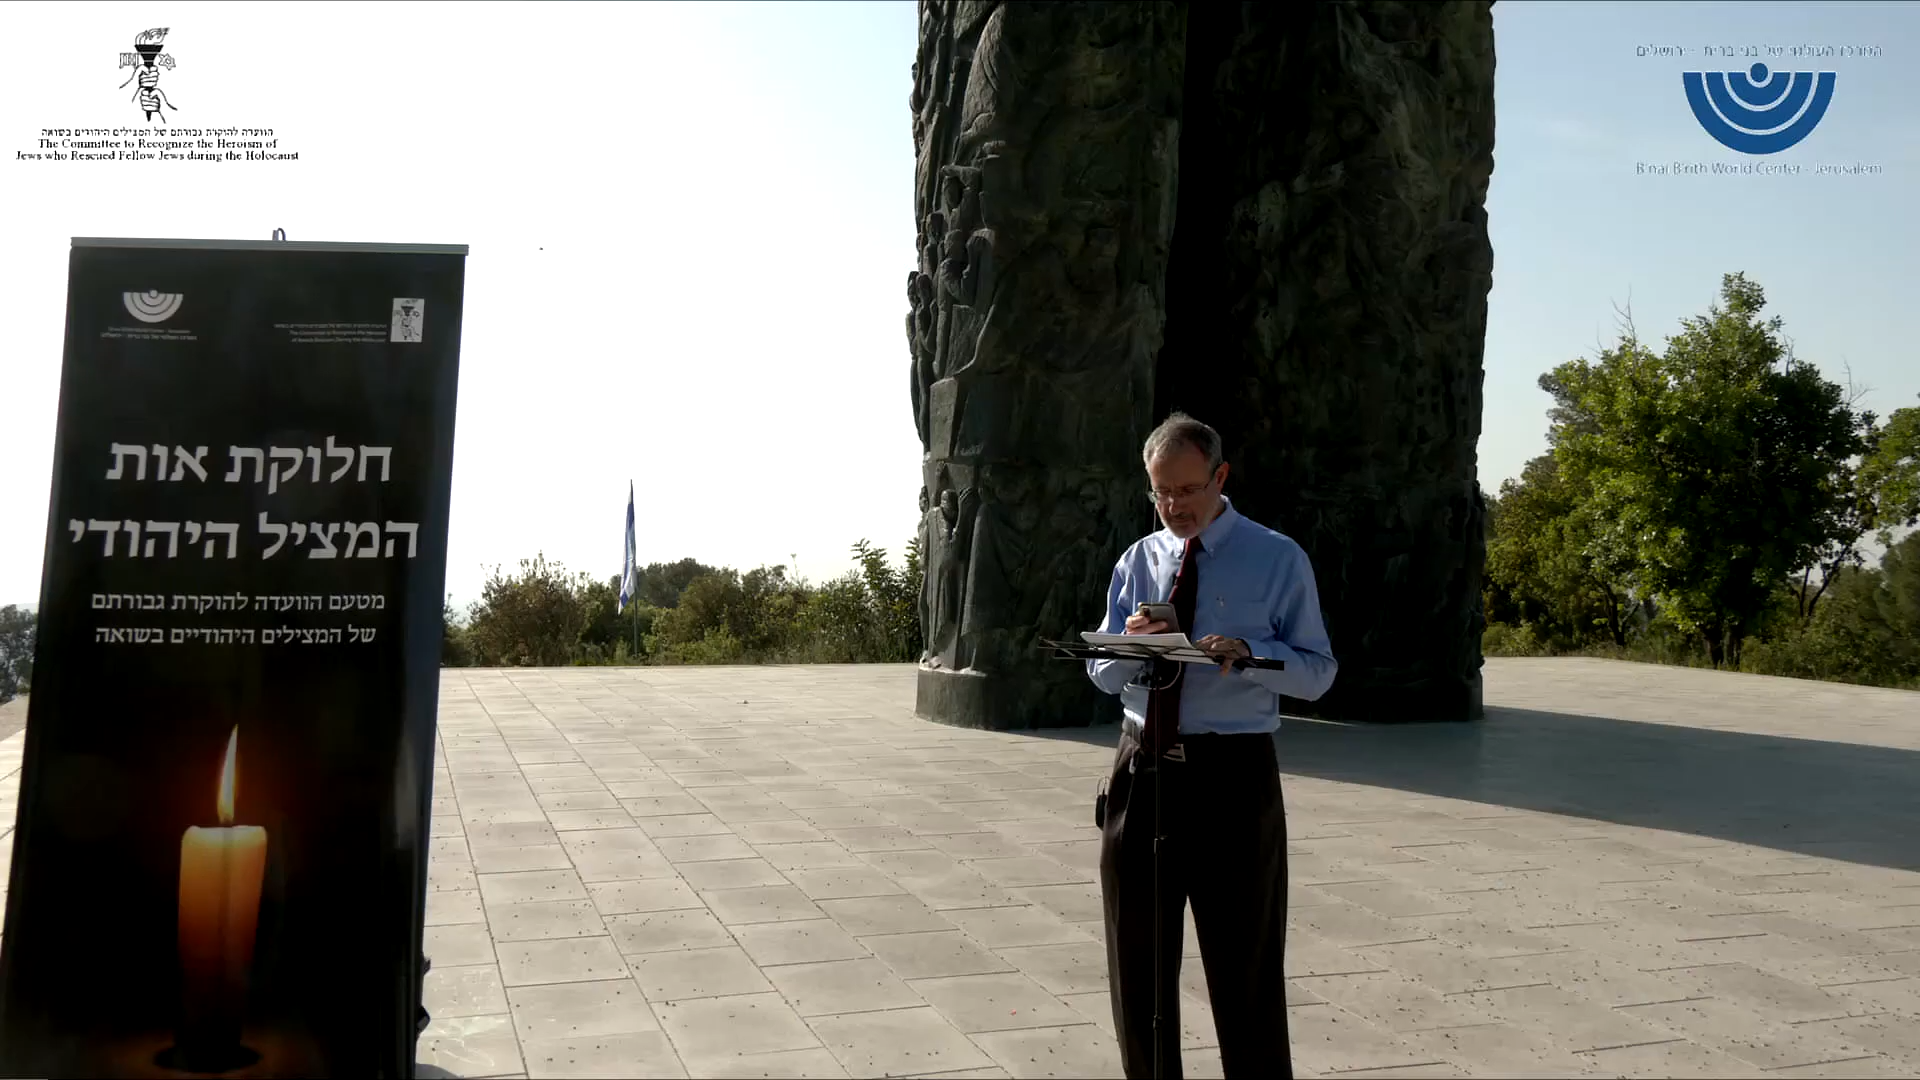 הוועדה להוקרת גבורתם של המצילים היהודים בשואה
The Committee to Recognize the Heroism of
Jews who Rescued Fellow Jews during the Holocaust
המרכז העולמי של בני ברית - ירושלים
B'nai B'rith World Center - Jerusalem
חלוקת אות
המציל היהודי
מטעם הוועדה להוקרת גבורתם
של המצילים היהודיים בשואה